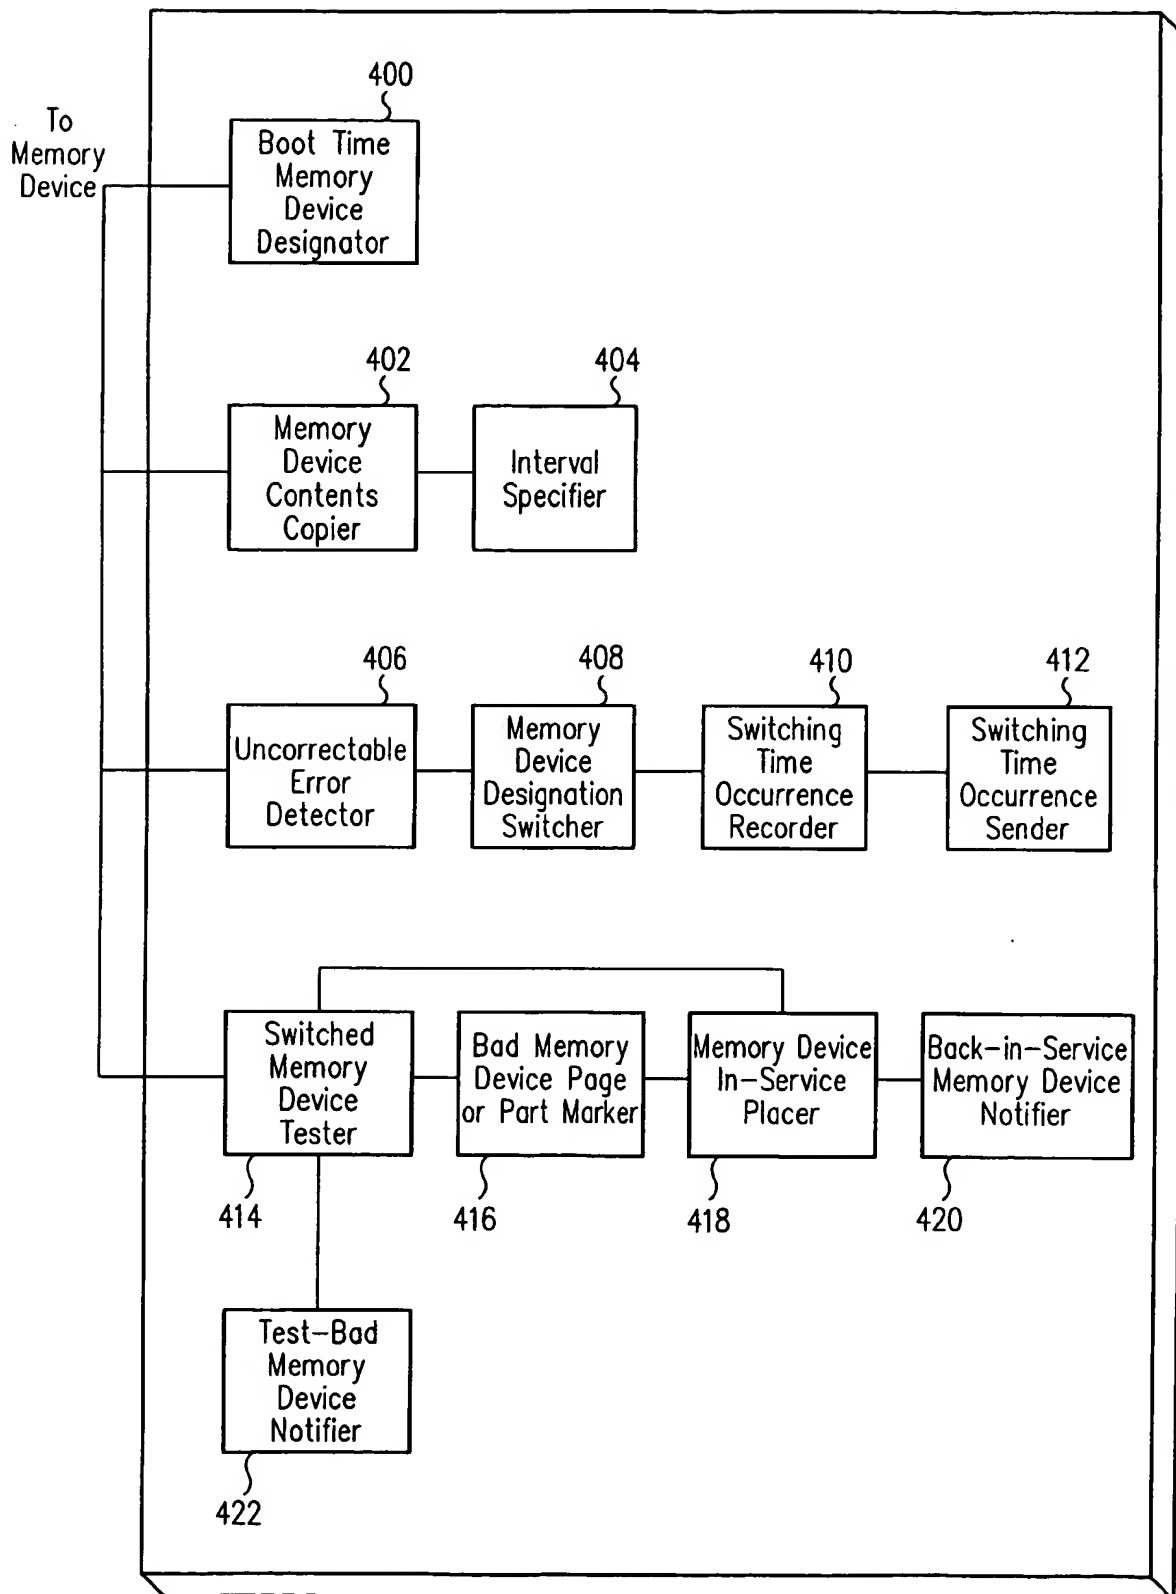 400
To
Memory
Device
Boot Time
Memory
Device
Designator
402
404
Memory
Device
Contents
Copier
Interval
Specifier
406
408
410
412
Uncorrectable
Error
Detector
Memory
Device
Designation
Switcher
Switching
Time
Occurrence
Recorder
Switching
Time
Occurrence
Sender
Switched
Memory
Device
Tester
Bad Memory
Device Page
or Part Marker
Memory Device
In-Service
Placer
Back-in-Service
Memory Device
Notifier
414
416
418
420
Test-Bad
Memory
Device
Notifier
422